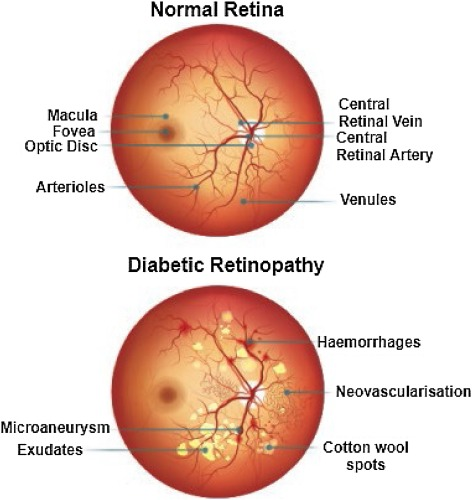 Normal Retina
Macula
Fovea
Optic Disc
Arterioles
Central
Retinal Vein
Central
Retinal Artery
Venules
Diabetic Retinopathy
Haemorrhages
Neovascularisation
Microaneurysm
Exudates
Cotton wool
spots